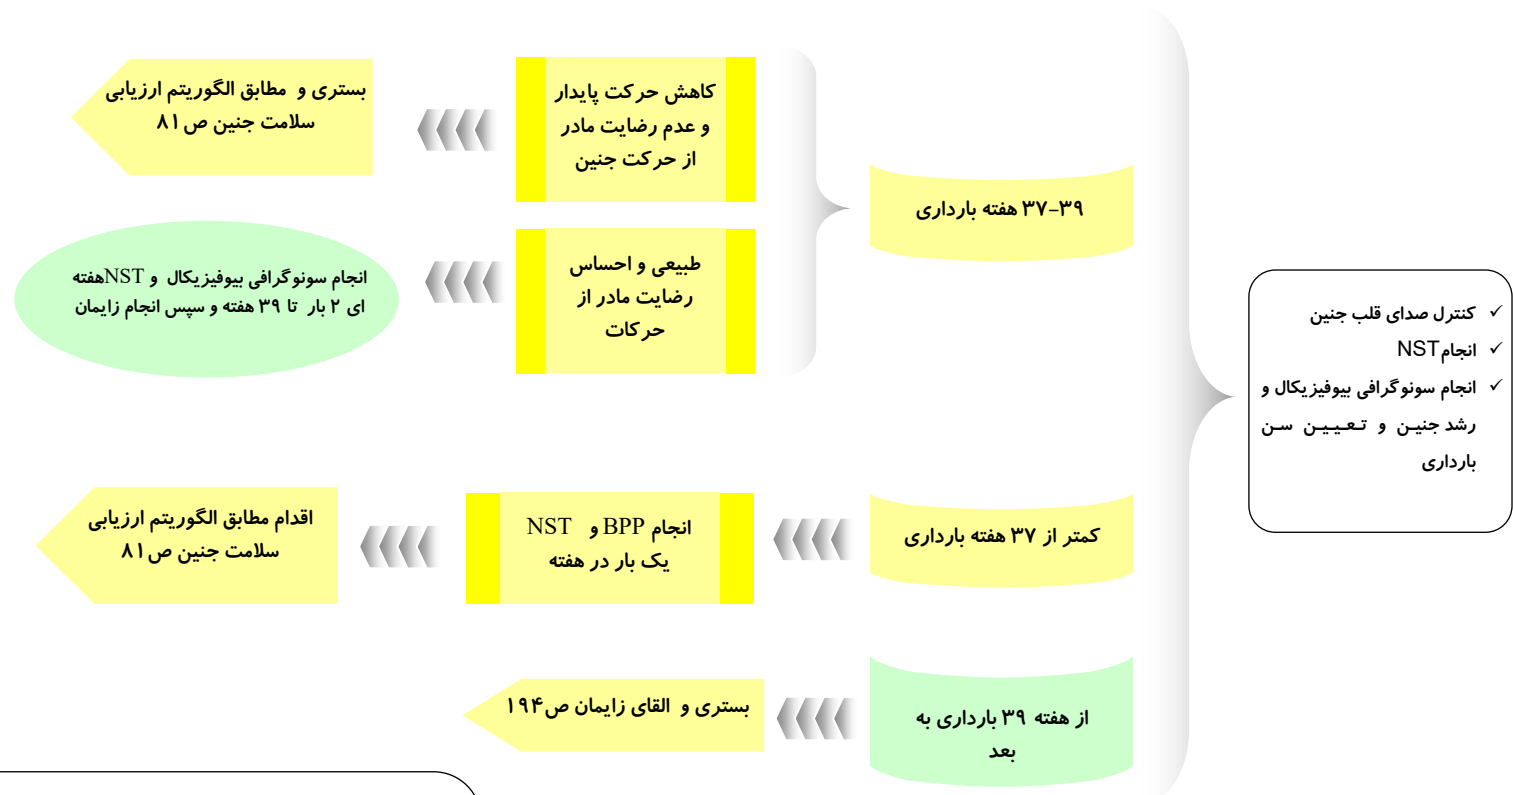 ✓ کنترل صدای قلب جنین
✓ انجامNST
✓ انجام سونوگرافی بیوفیزیکال و
رشد جنین و تعیین سن
بارداری
۳۷-۳۹ هفته بارداری
کاهش حرکت پایدار
و عدم رضایت مادر
از حرکت جنین
بستری و مطابق الگوریتم ارزیابی
سلامت جنین ص۸۱
طبیعی و احساس
رضایت مادر از
حرکات
انجام سونوگرافی بیوفیزیکال و NSTهفته
ای ۲ بار تا ۳۹ هفته و سپس انجام زایمان
کمتر از ۳۷ هفته بارداری
انجام BPP و NST
یک بار در هفته
اقدام مطابق الگوریتم ارزیابی
سلامت جنین ص۸۱
از هفته ۳۹ بارداری به
بعد
بستری و القای زایمان ص۱۹۴